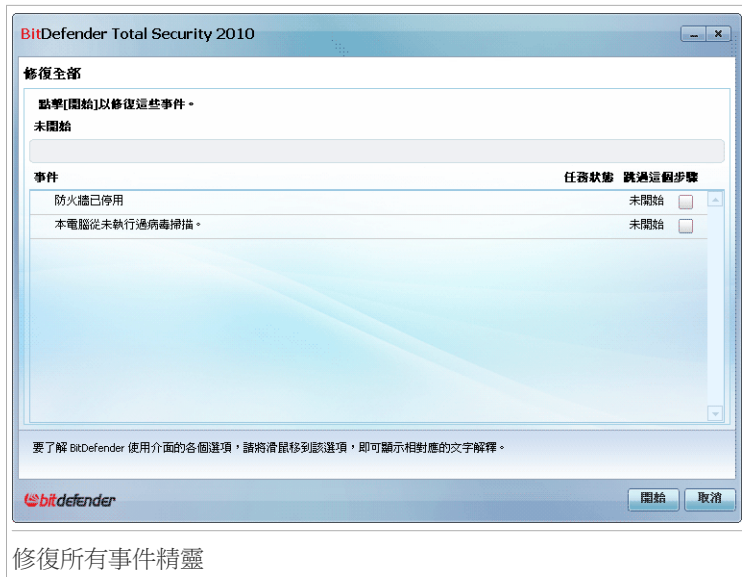 BitDefender Total Security 2010
修復全部
點擊[開始]以修復這些事件。
未開始
事件 任務狀態 跳過這個步驟
防火牆已停用 未開始
本電腦從未執行過病毒掃描。 未開始
要了解 BitDefender 使用介面的各個選項，請將滑鼠移到該選項，即可顯示相對應的文字解釋。
bitdefender 開始 取消
修復所有事件精靈